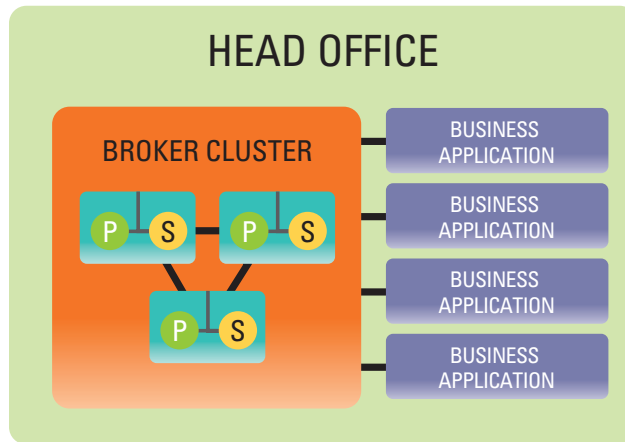 HEAD OFFICE
BROKER CLUSTER
P S
P S
P S
BUSINESS
APPLICATION
BUSINESS
APPLICATION
BUSINESS
APPLICATION
BUSINESS
APPLICATION